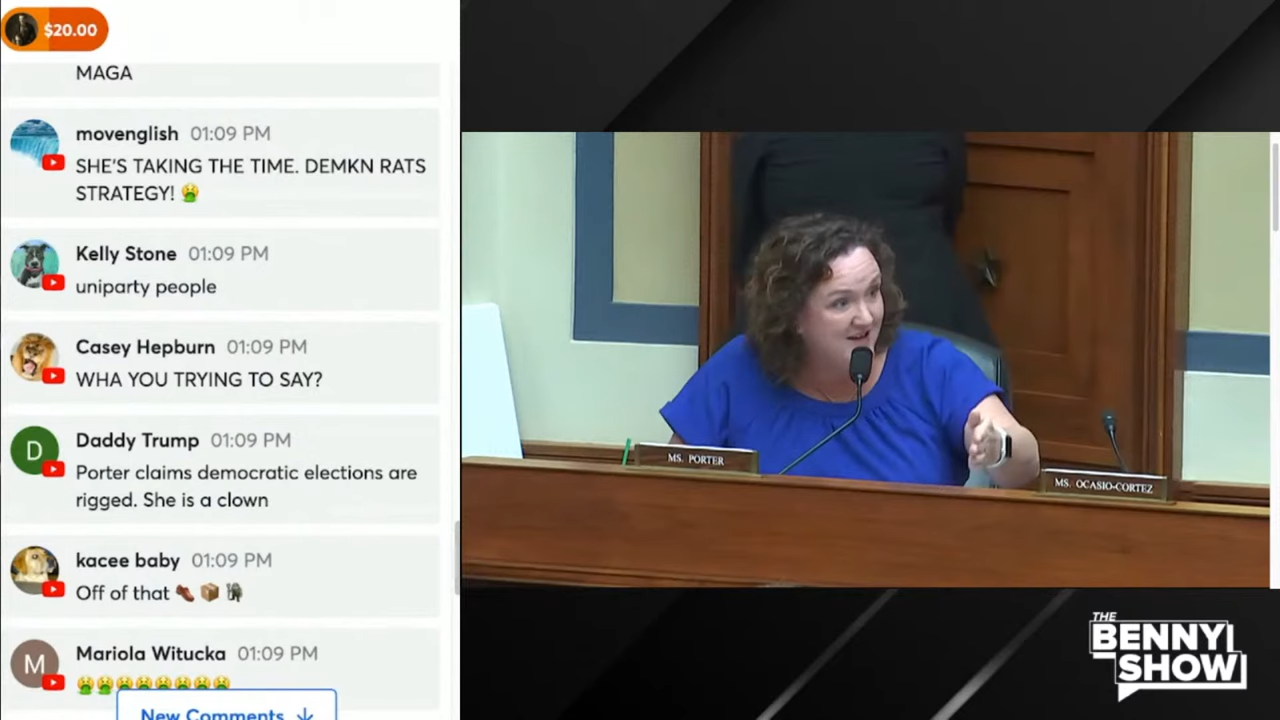 $20.00
MAGA
movenglish 01:09 PM
SHE'S TAKING THE TIME. DEMKN RATS
STRATEGY! 🤮
Kelly Stone 01:09 PM
uniparty people
Casey Hepburn 01:09 PM
WHA YOU TRYING TO SAY?
D
Daddy Trump 01:09 PM
Porter claims democratic elections are
rigged. She is a clown
kacee baby 01:09 PM
Off of that 👞 📦
M
Mariola Witucka 01:09 PM
🤮🤮🤮🤮🤮🤮🤮🤮
New Comments ↓
MS. PORTER
MS. OCASIO-CORTEZ
THE
BENNY
SHOW